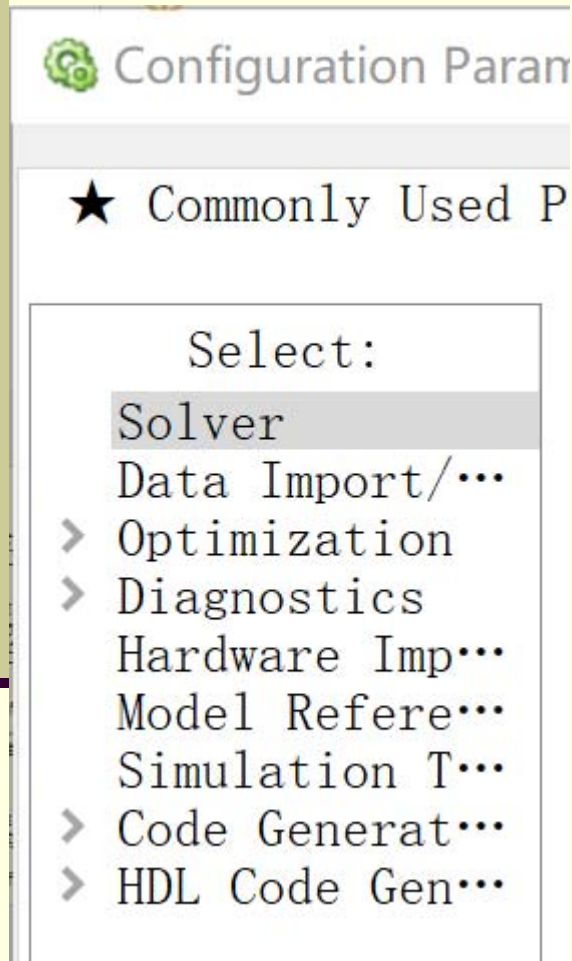 Configuration Param
★ Commonly Used P
Select:
Solver
Data Import/…
Optimization
Diagnostics
Hardware Imp…
Model Refere…
Simulation T…
Code Generat…
HDL Code Gen…